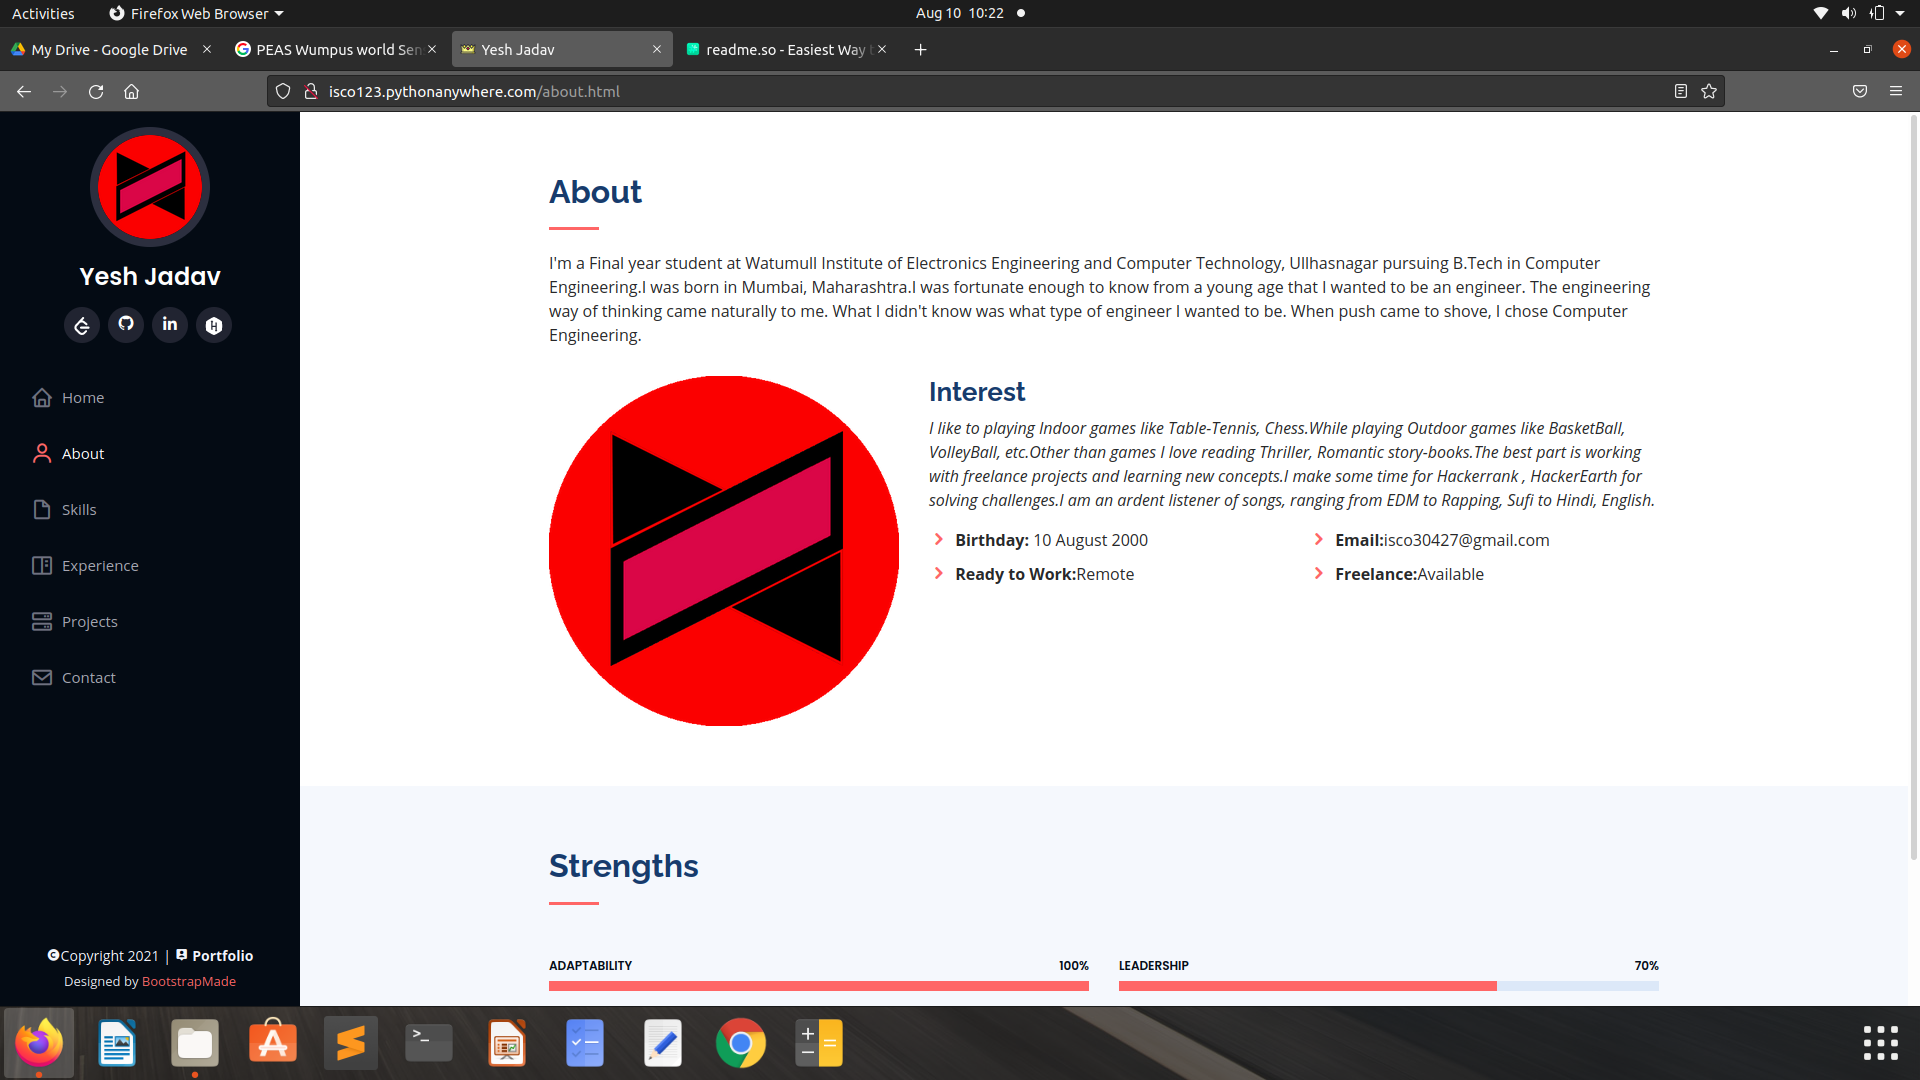 Activities
Firefox Web Browser
Aug 10 10:22
My Drive - Google Drive
PEAS Wumpus world Sen
Yesh Jadav
readme.so - Easiest Way t
isco123.pythonanywhere.com/about.html
Yesh Jadav
Home
About
Skills
Experience
Projects
Contact
Copyright 2021 | Portfolio
Designed by BootstrapMade
About
I'm a Final year student at Watumull Institute of Electronics Engineering and Computer Technology, Ullhasnagar pursuing B.Tech in Computer
Engineering.I was born in Mumbai, Maharashtra.I was fortunate enough to know from a young age that I wanted to be an engineer. The engineering
way of thinking came naturally to me. What I didn't know was what type of engineer I wanted to be. When push came to shove, I chose Computer
Engineering.
Interest
I like to playing Indoor games like Table-Tennis, Chess.While playing Outdoor games like BasketBall,
VolleyBall, etc.Other than games I love reading Thriller, Romantic story-books.The best part is working
with freelance projects and learning new concepts.I make some time for Hackerrank , HackerEarth for
solving challenges.I am an ardent listener of songs, ranging from EDM to Rapping, Sufi to Hindi, English.
Birthday: 10 August 2000
Email:isco30427@gmail.com
Ready to Work:Remote
Freelance:Available
Strengths
ADAPTABILITY 100%
LEADERSHIP 70%